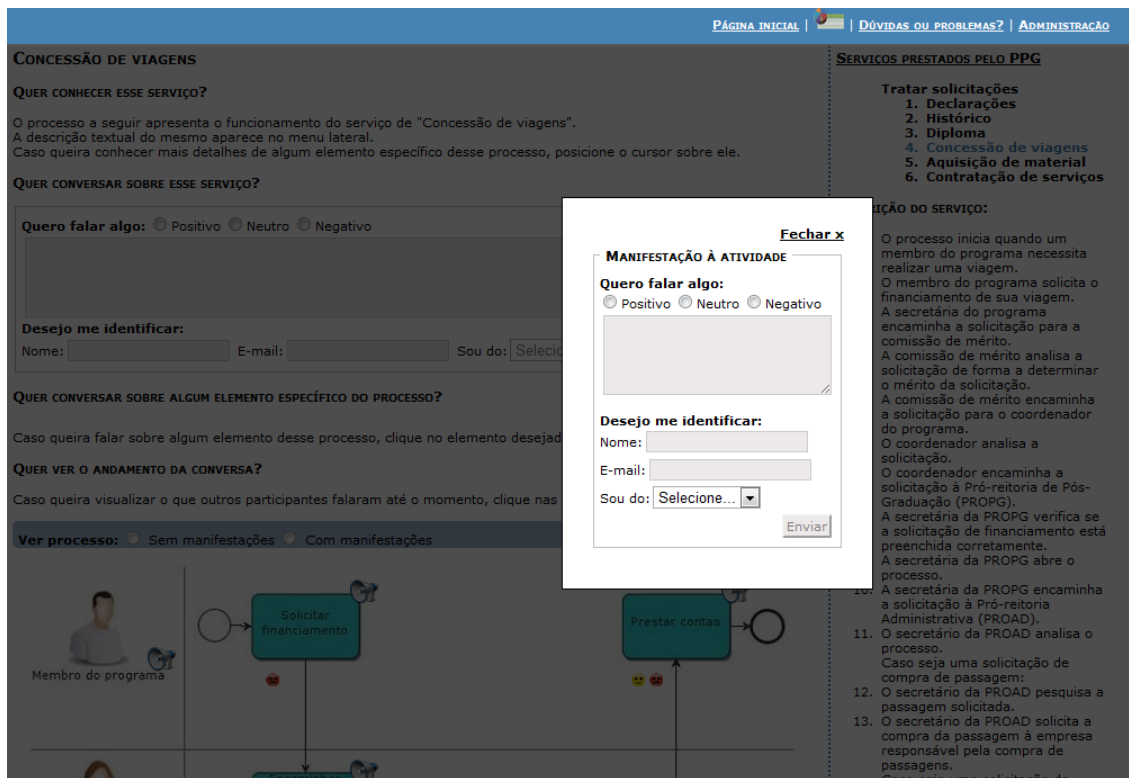 PÁGINA INICIAL | | DÚVIDAS OU PROBLEMAS? | ADMINISTRAÇÃO
CONCESSÃO DE VIAGENS
QUER CONHECER ESSE SERVIÇO?
O processo a seguir apresenta o funcionamento do serviço de "Concessão de viagens".
A descrição textual do mesmo aparece no menu lateral.
Caso queira conhecer mais detalhes de algum elemento específico desse processo, posicione o cursor sobre ele.
QUER CONVERSAR SOBRE ESSE SERVIÇO?
Quero falar algo: Positivo Neutro Negativo
Desejo me identificar:
Nome: E-mail: Sou do: Selecio
QUER CONVERSAR SOBRE ALGUM ELEMENTO ESPECÍFICO DO PROCESSO?
Caso queira falar sobre algum elemento desse processo, clique no elemento desejad
QUER VER O ANDAMENTO DA CONVERSA?
Caso queira visualizar o que outros participantes falaram até o momento, clique nas
Ver processo: Sem manifestações Com manifestações
Membro do programa
Solicitar
financiamento
Prestar contas
Fechar x
MANIFESTAÇÃO À ATIVIDADE
Quero falar algo:
Positivo Neutro Negativo
Desejo me identificar:
Nome:
E-mail:
Sou do: Selecione...
Enviar
SERVIÇOS PRESTADOS PELO PPG
Tratar solicitações
1. Declarações
2. Histórico
3. Diploma
4. Concessão de viagens
5. Aquisição de material
6. Contratação de serviços
RIÇÃO DO SERVIÇO:
O processo inicia quando um
membro do programa necessita
realizar uma viagem.
O membro do programa solicita o
financiamento de sua viagem.
A secretária do programa
encaminha a solicitação para a
comissão de mérito.
A comissão de mérito analisa a
solicitação de forma a determinar
o mérito da solicitação.
A comissão de mérito encaminha
a solicitação para o coordenador
do programa.
O coordenador analisa a
solicitação.
O coordenador encaminha a
solicitação à Pró-reitoria de Pós-
Graduação (PROPG).
A secretária da PROPG verifica se
a solicitação de financiamento está
preenchida corretamente.
A secretária da PROPG abre o
processo.
10. A secretária da PROPG encaminha
a solicitação à Pró-reitoria
Administrativa (PROAD).
11. O secretário da PROAD analisa o
processo.
Caso seja uma solicitação de
compra de passagem:
12. O secretário da PROAD pesquisa a
passagem solicitada.
13. O secretário da PROAD solicita a
compra da passagem à empresa
responsável pela compra de
passagens.